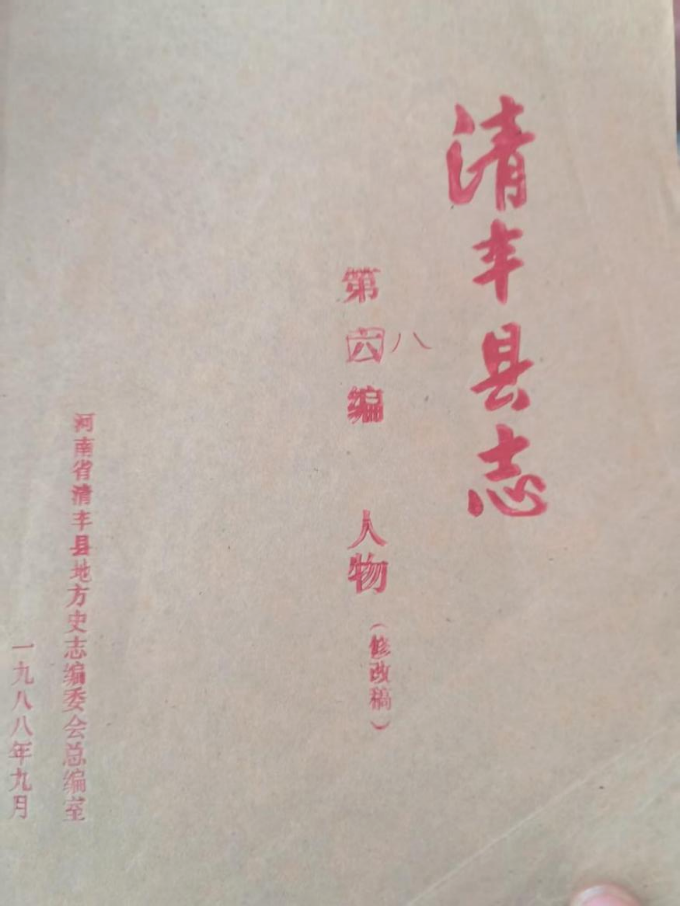 清丰县志
第六编 人物（修改稿）
八
河南省清丰县地方史志编委会总编室
一九八八年九月